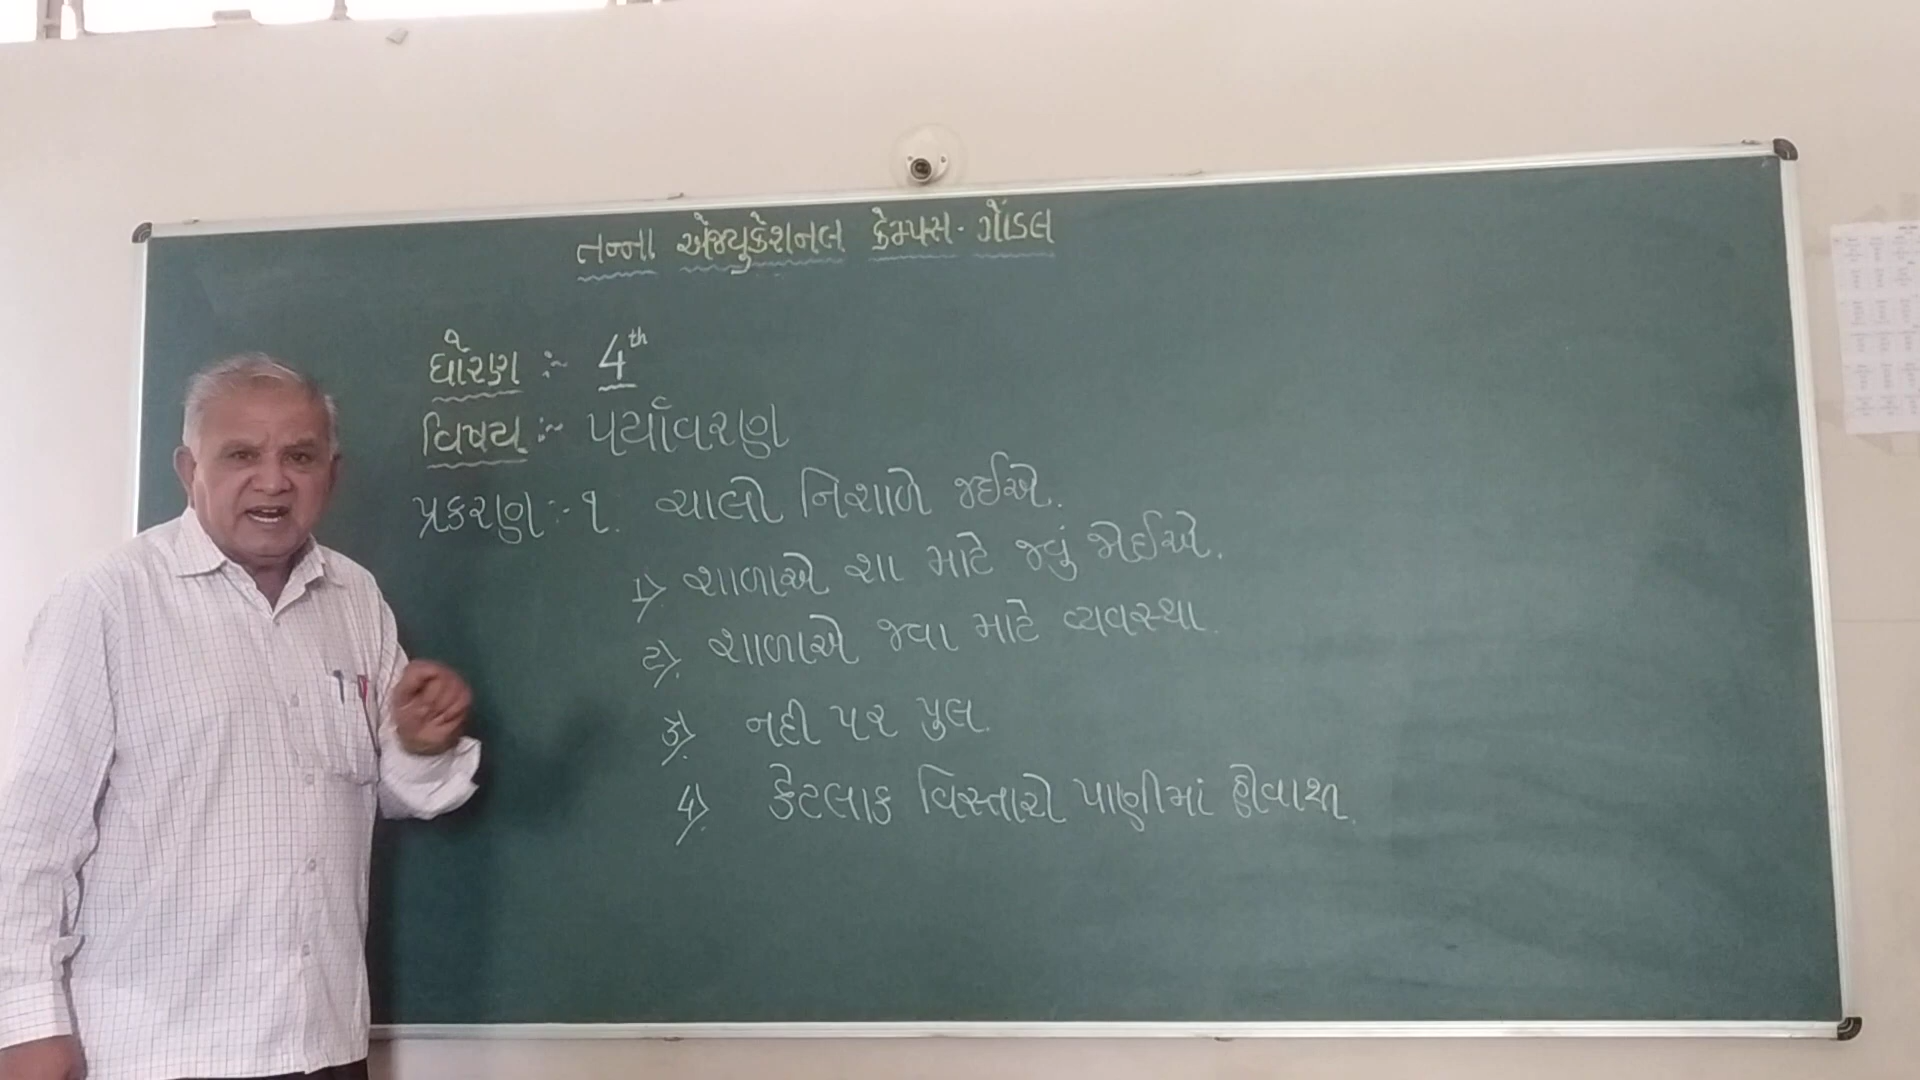 તન્ના એજ્યુકેશનલ કેમ્પસ - ગોંડલ
ધોરણ :- 4th
વિષય :- પર્યાવરણ
પ્રકરણ :- ૧. ચાલો નિશાળે જઈએ.
1) શાળાએ શા માટે જવું જોઈએ.
2) શાળાએ જવા માટે વ્યવસ્થા.
3) નદી પર પુલ.
4) કેટલાક વિસ્તારો પાણીમાં હોવાથી.